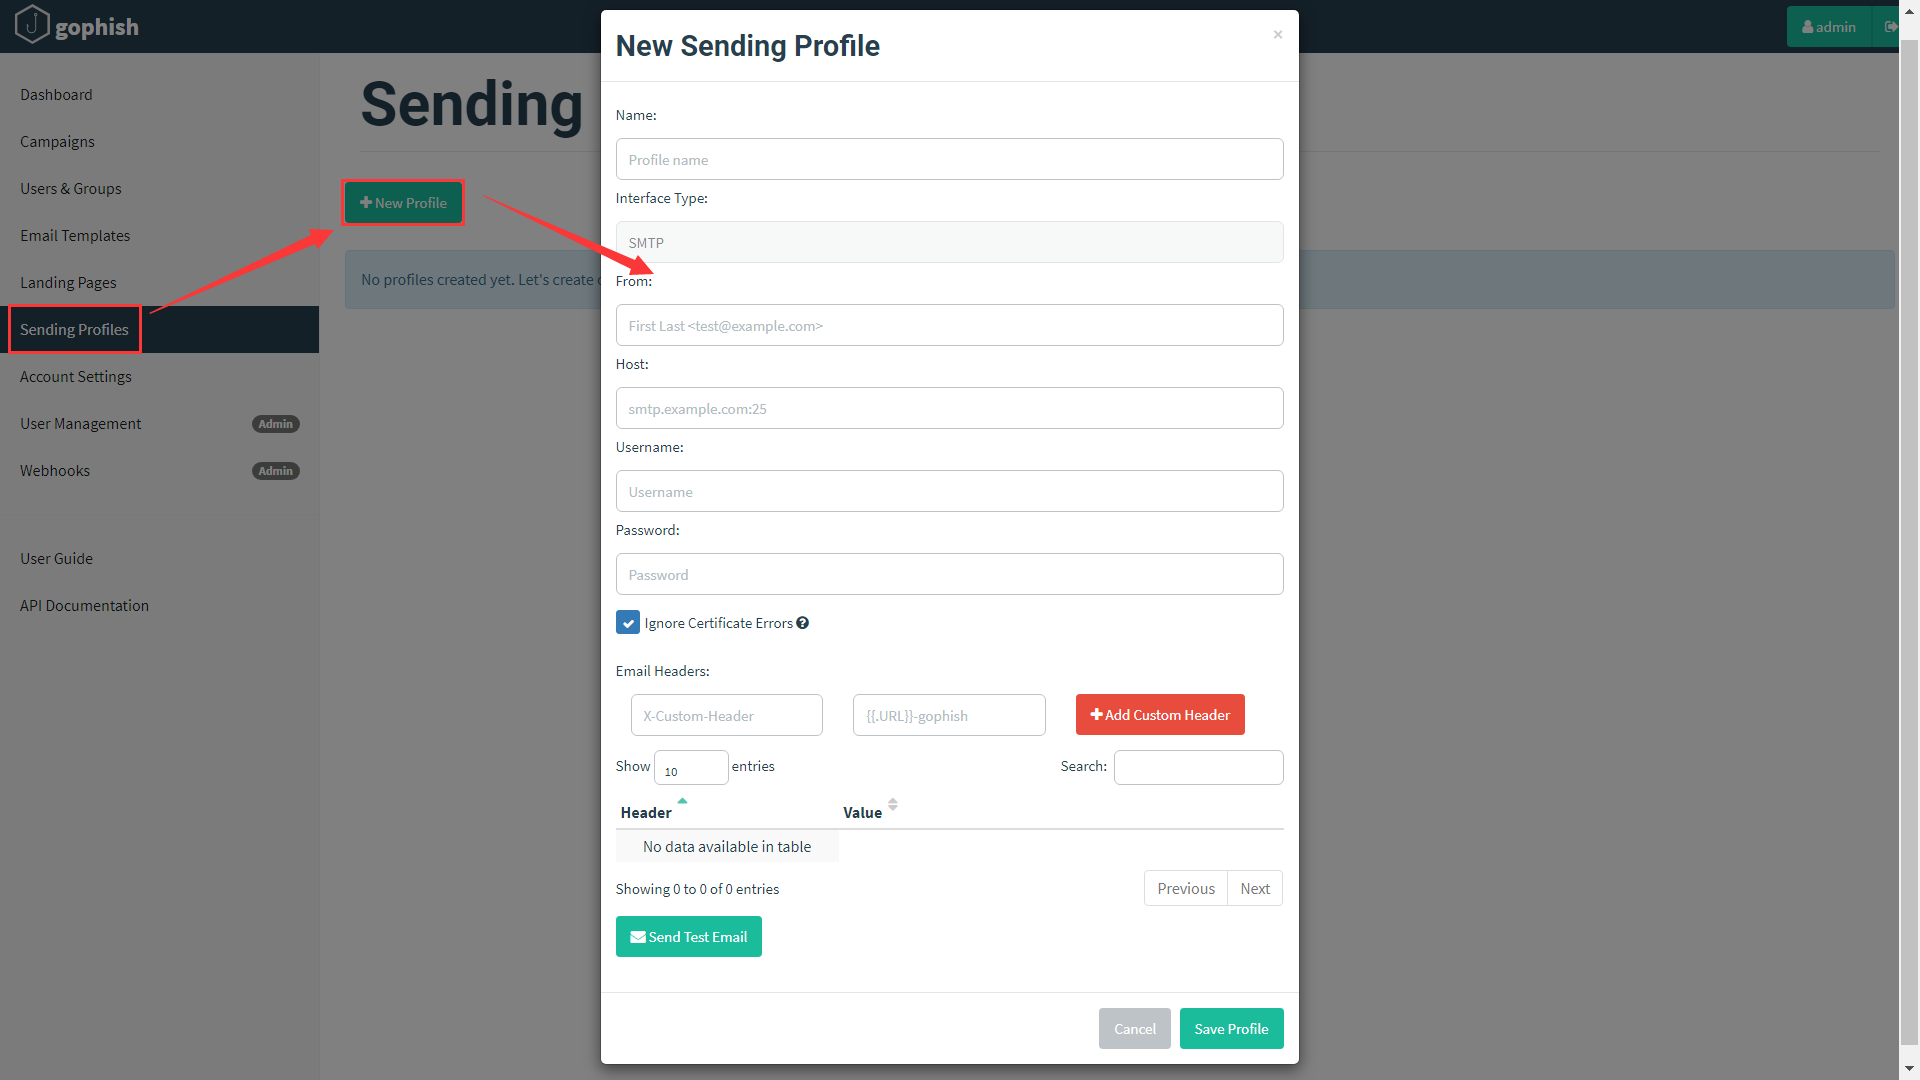 gophish
admin
Dashboard
Campaigns
Users & Groups
Email Templates
Landing Pages
Sending Profiles
Account Settings
User Management Admin
Webhooks Admin
User Guide
API Documentation
Sending
New Profile
No profiles created yet. Let's create
New Sending Profile
×
Name:
Profile name
Interface Type:
SMTP
From:
First Last <test@example.com>
Host:
smtp.example.com:25
Username:
Username
Password:
Password
Ignore Certificate Errors
Email Headers:
X-Custom-Header {{.URL}}-gophish Add Custom Header
Show 10 entries Search:
Header Value
No data available in table
Showing 0 to 0 of 0 entries Previous Next
Send Test Email
Cancel Save Profile